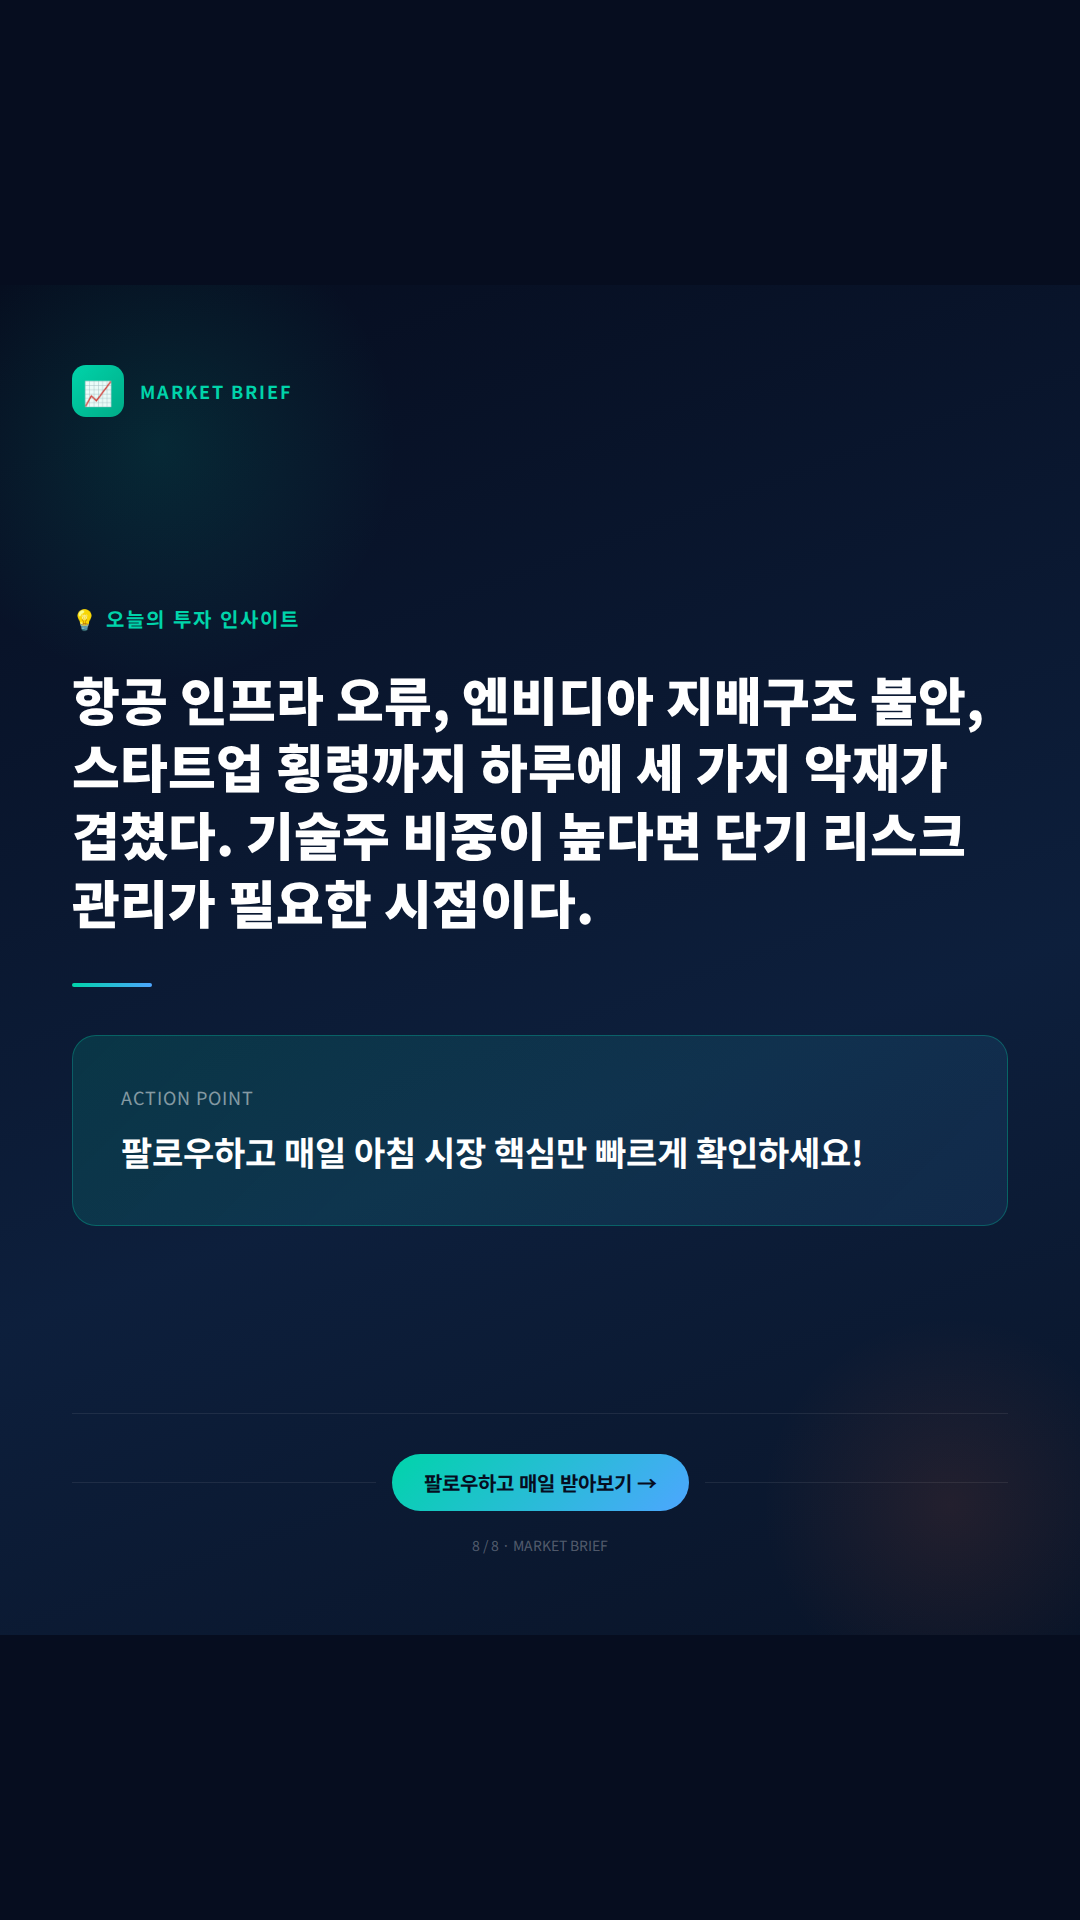 MARKET BRIEF
💡 오늘의 투자 인사이트
항공 인프라 오류, 엔비디아 지배구조 불안,
스타트업 횡령까지 하루에 세 가지 악재가
겹쳤다. 기술주 비중이 높다면 단기 리스크
관리가 필요한 시점이다.
ACTION POINT
팔로우하고 매일 아침 시장 핵심만 빠르게 확인하세요!
팔로우하고 매일 받아보기 →
8 / 8 · MARKET BRIEF